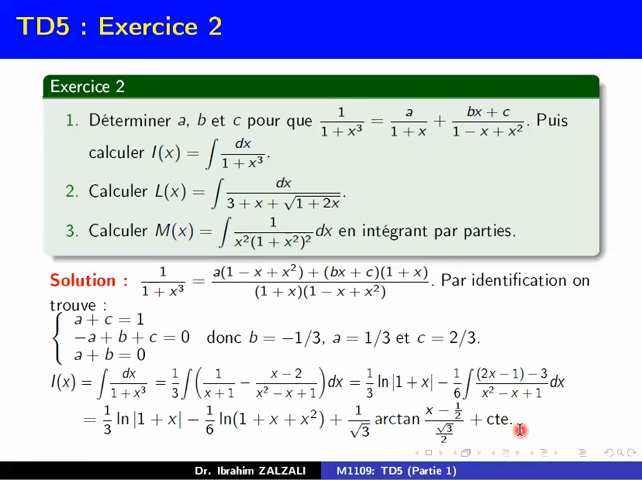 TD5 : Exercice 2
Exercice 2
1. Déterminer a, b et c pour que 1/(1 + x³) = a/(1 + x) + (bx + c)/(1 − x + x²). Puis
calculer I(x) = ∫ dx/(1 + x³).
2. Calculer L(x) = ∫ dx/(3 + x + √(1 + 2x)).
3. Calculer M(x) = ∫ 1/(x²(1 + x²)²) dx en intégrant par parties.
Solution : 1/(1 + x³) = (a(1 − x + x²) + (bx + c)(1 + x))/((1 + x)(1 − x + x²)). Par identification on
trouve :
{ a + c = 1
−a + b + c = 0 donc b = −1/3, a = 1/3 et c = 2/3.
a + b = 0
I(x) = ∫ dx/(1 + x³) = 1/3 ∫ (1/(x + 1) − (x − 2)/(x² − x + 1)) dx = 1/3 ln|1 + x| − 1/6 ∫ ((2x − 1) − 3)/(x² − x + 1) dx
= 1/3 ln|1 + x| − 1/6 ln(1 + x + x²) + 1/√3 arctan (x − 1/2)/(√3/2) + cte.
Dr. Ibrahim ZALZALI M1109: TD5 (Partie 1)